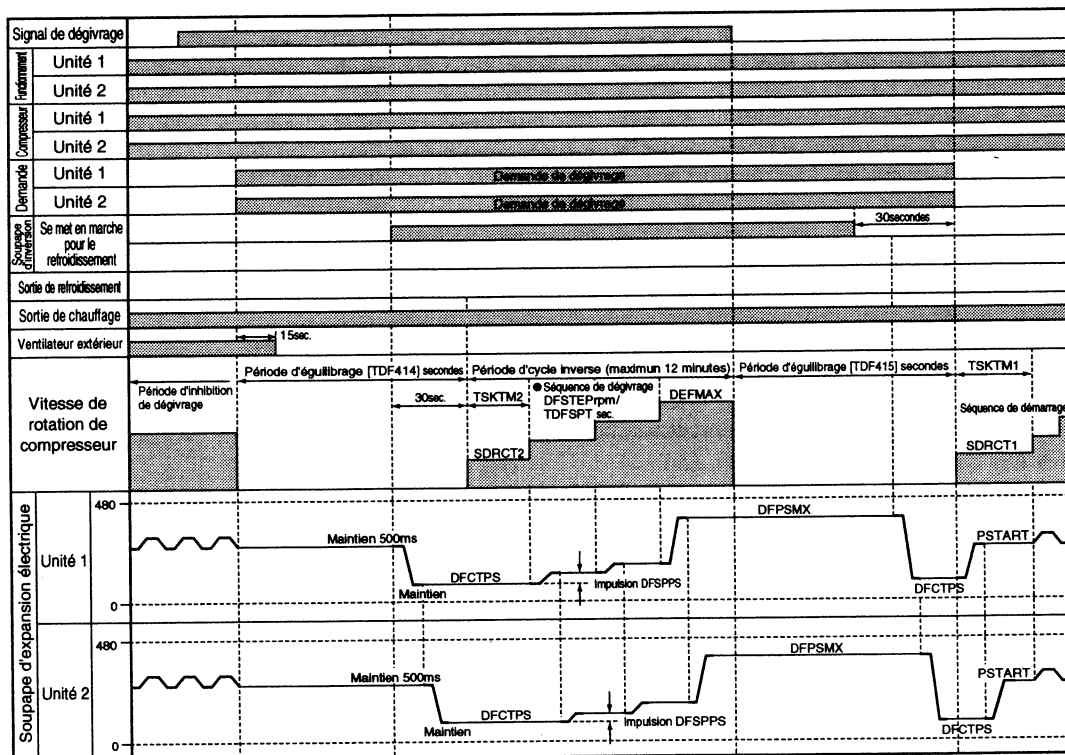 Signal de dégivrage
Fonctionnement
Unité 1
Unité 2
Compresseur
Unité 1
Unité 2
Demande
Unité 1
Demande de dégivrage
Unité 2
Demande de dégivrage
Soupape d'inversion
Se met en marche
pour le
refroidissement
30secondes
Sortie de refroidissement
Sortie de chauffage
Ventilateur extérieur
15sec.
Vitesse de
rotation de
compresseur
Période d'inhibition
de dégivrage
Période d'éguilibrage [TDF414] secondes
30sec.
Période d'cycle inverse (maximun 12 minutes)
TSKTM2
SDRCT2
●Séquence de dégivrage
DFSTEPrpm/
TDFSPT sec.
DEFMAX
Période d'éguilibrage [TDF415] secondes
TSKTM1
Séquence de démarrage
SDRCT1
Soupape d'expansion électrique
Unité 1
480
0
Maintien 500ms
Maintien
DFCTPS
Impulsion DFSPPS
DFPSMX
DFCTPS
PSTART
Unité 2
480
0
Maintien 500ms
Maintien
DFCTPS
Impulsion DFSPPS
DFPSMX
DFCTPS
PSTART